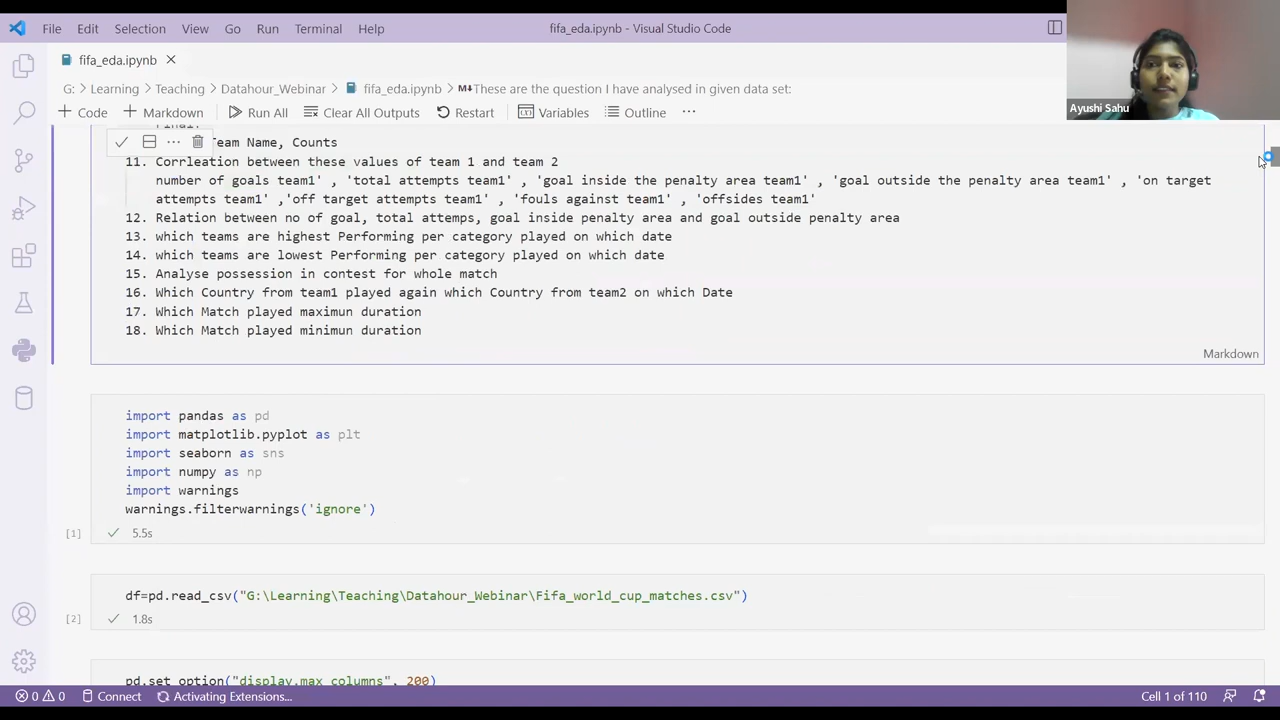 File Edit Selection View Go Run Terminal Help fifa_eda.ipynb - Visual Studio Code
fifa_eda.ipynb
G: > Learning > Teaching > Datahour_Webinar > fifa_eda.ipynb > These are the question I have analysed in given data set:
+ Code + Markdown Run All Clear All Outputs Restart Variables Outline ...
Ayushi Sahu
Team Name, Counts
11. Corrleation between these values of team 1 and team 2
number of goals team1' , 'total attempts team1' , 'goal inside the penalty area team1' , 'goal outside the penalty area team1' , 'on target
attempts team1' ,'off target attempts team1' , 'fouls against team1' , 'offsides team1'
12. Relation between no of goal, total attemps, goal inside penalty area and goal outside penalty area
13. which teams are highest Performing per category played on which date
14. which teams are lowest Performing per category played on which date
15. Analyse possession in contest for whole match
16. Which Country from team1 played again which Country from team2 on which Date
17. Which Match played maximun duration
18. Which Match played minimun duration
Markdown
import pandas as pd
import matplotlib.pyplot as plt
import seaborn as sns
import numpy as np
import warnings
warnings.filterwarnings('ignore')
[1] 5.5s
df=pd.read_csv("G:\Learning\Teaching\Datahour_Webinar\Fifa_world_cup_matches.csv")
[2] 1.8s
pd.set_option("display.max_columns", 200)
0 0 Connect Activating Extensions... Cell 1 of 110